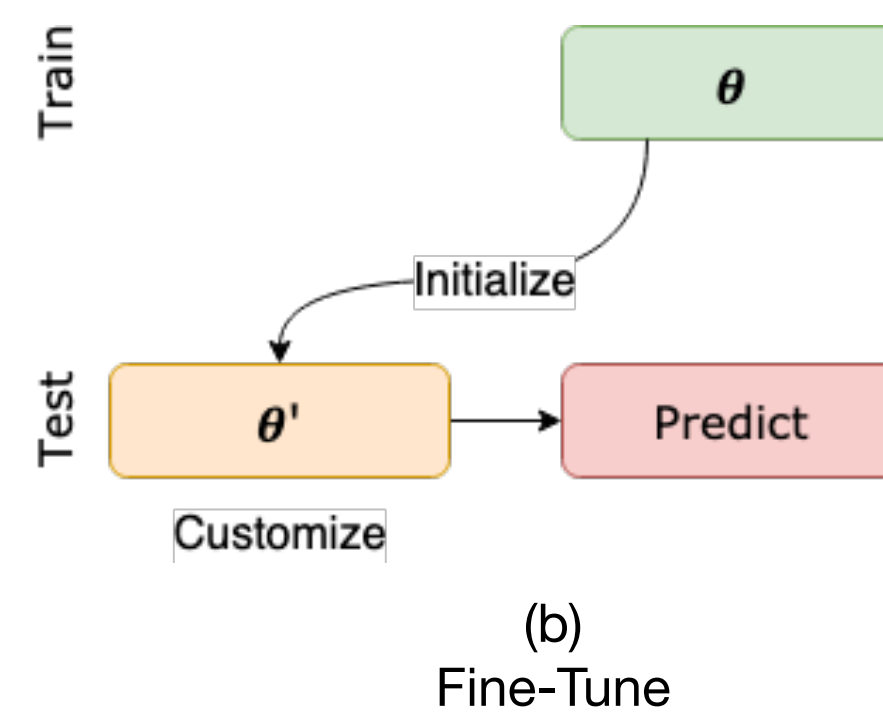 Train
θ
Initialize
Test
θ'
Predict
Customize
(b)
Fine-Tune